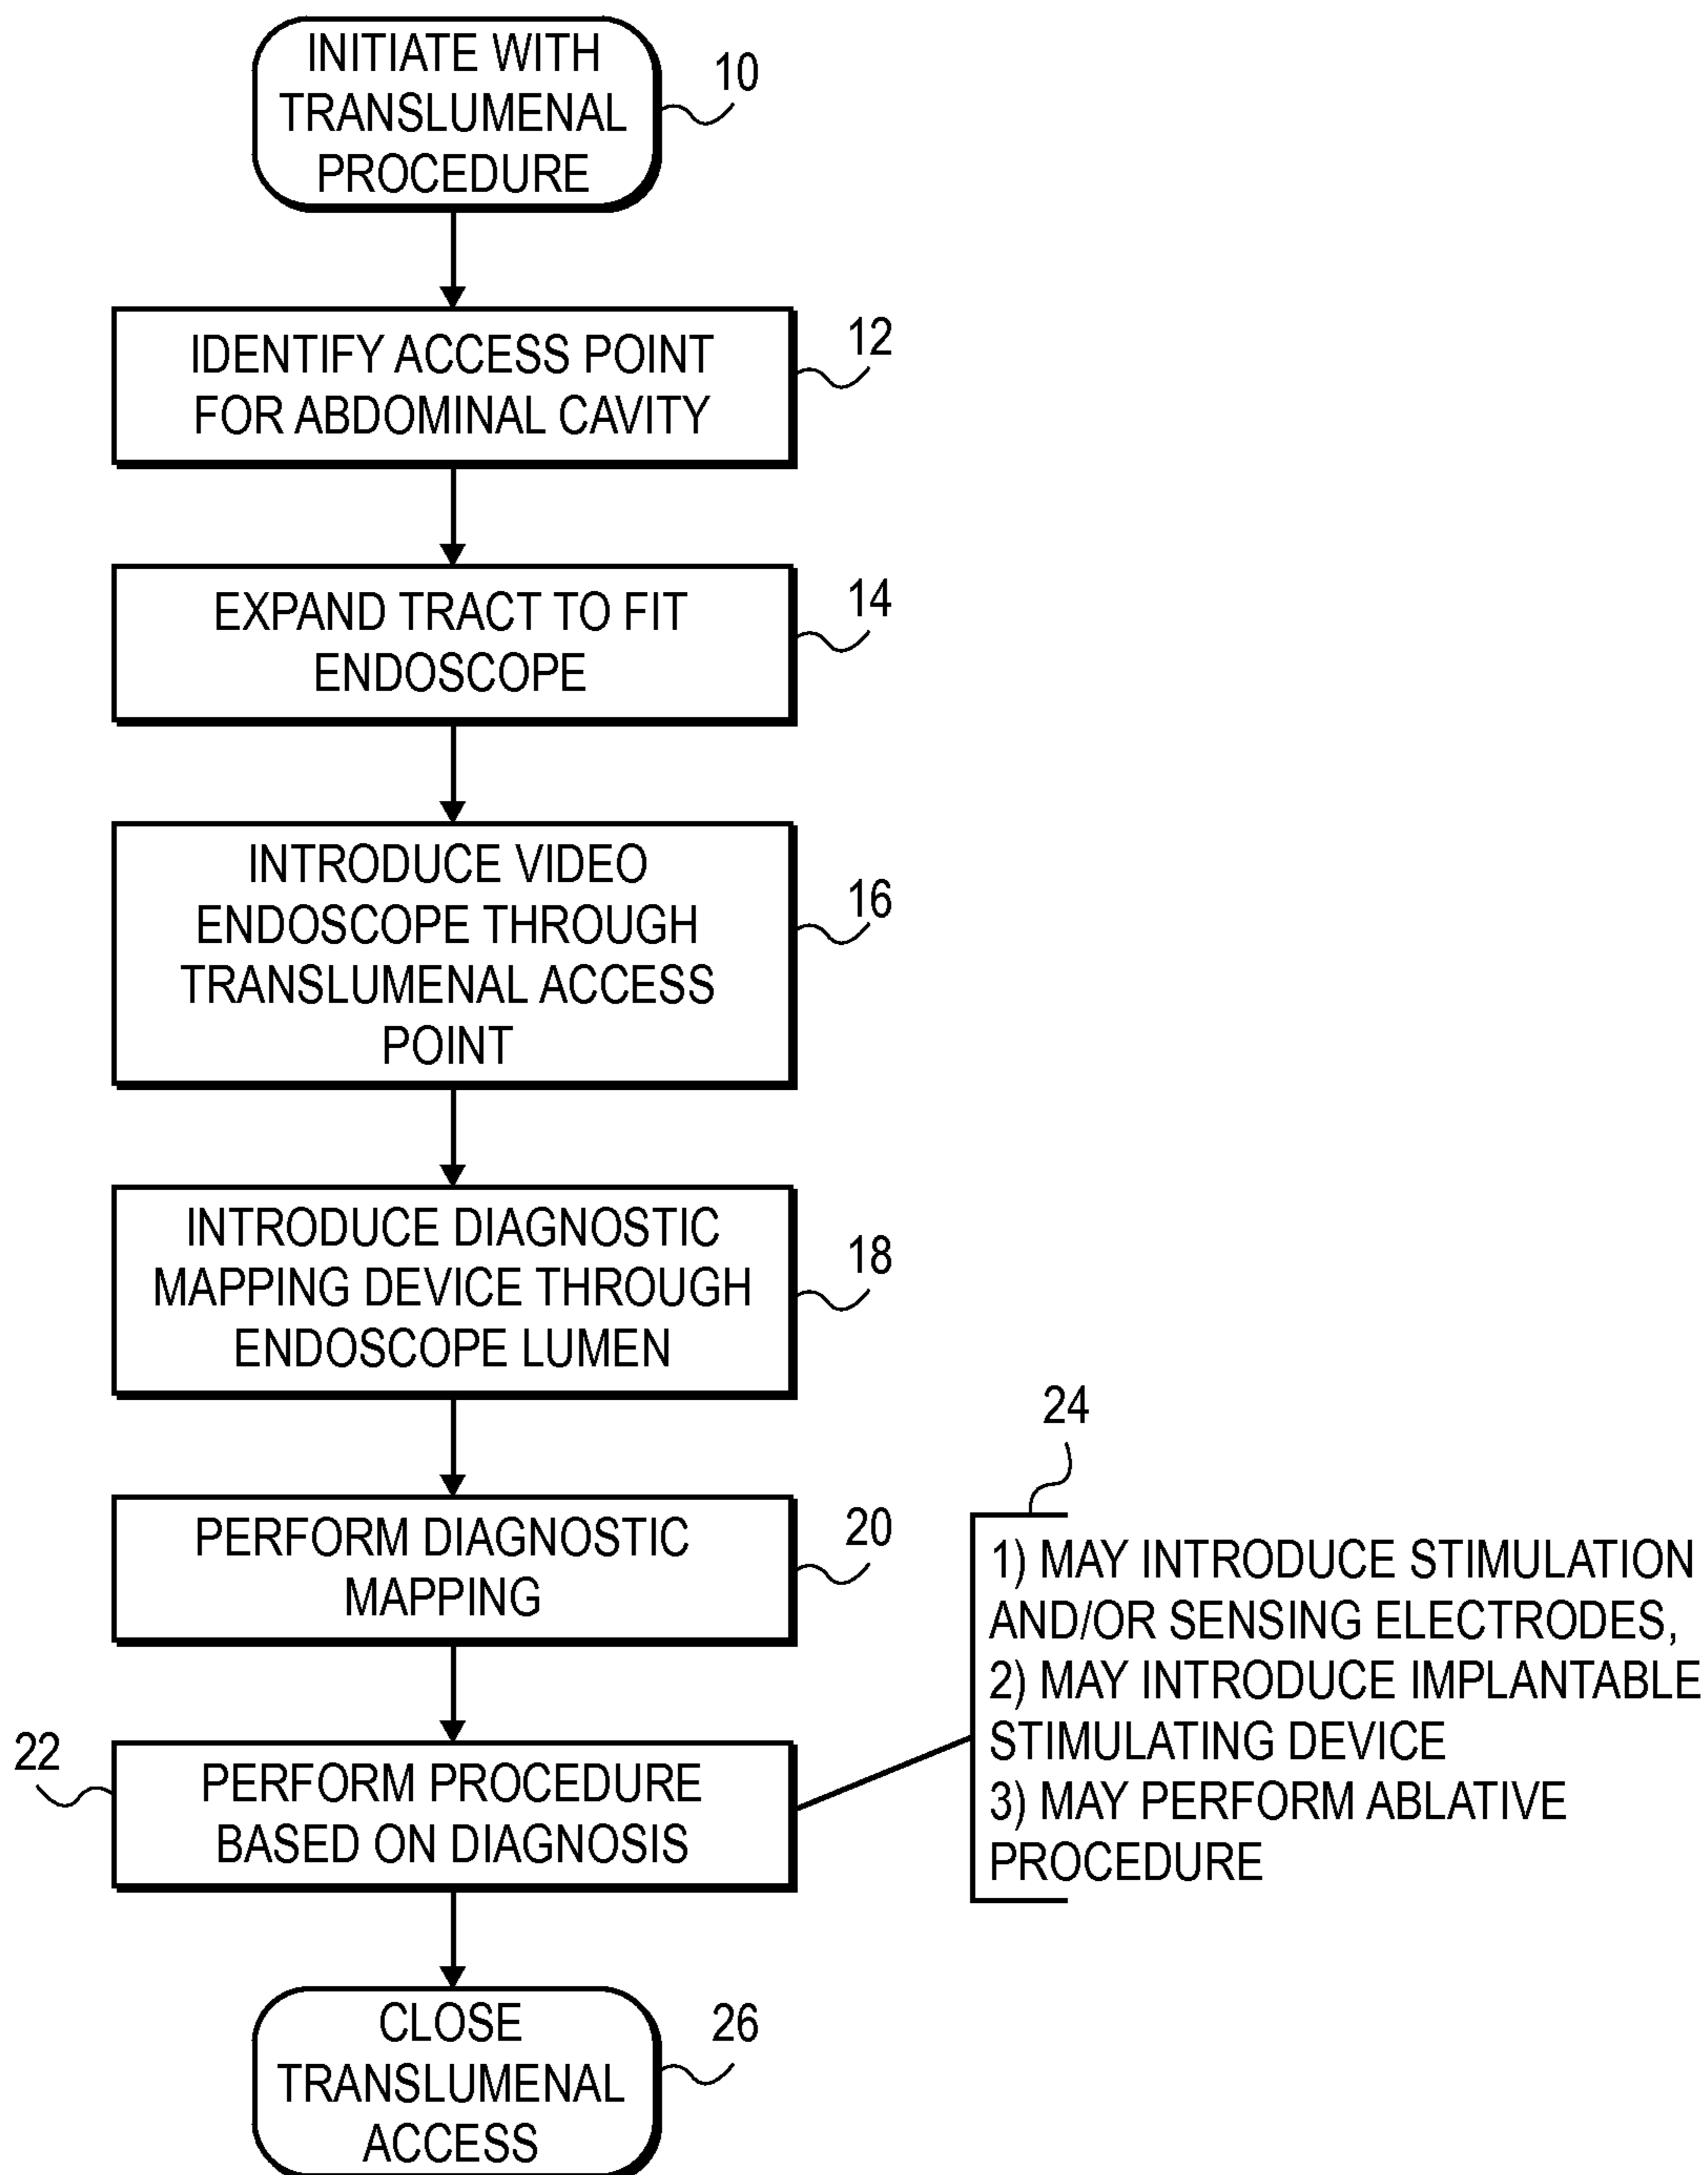 INITIATE WITH
TRANSLUMENAL
PROCEDURE
10
IDENTIFY ACCESS POINT
FOR ABDOMINAL CAVITY
12
EXPAND TRACT TO FIT
ENDOSCOPE
14
INTRODUCE VIDEO
ENDOSCOPE THROUGH
TRANSLUMENAL ACCESS
POINT
16
INTRODUCE DIAGNOSTIC
MAPPING DEVICE THROUGH
ENDOSCOPE LUMEN
18
PERFORM DIAGNOSTIC
MAPPING
20
22
PERFORM PROCEDURE
BASED ON DIAGNOSIS
24
1) MAY INTRODUCE STIMULATION
AND/OR SENSING ELECTRODES,
2) MAY INTRODUCE IMPLANTABLE
STIMULATING DEVICE
3) MAY PERFORM ABLATIVE
PROCEDURE
CLOSE
TRANSLUMENAL
ACCESS
26